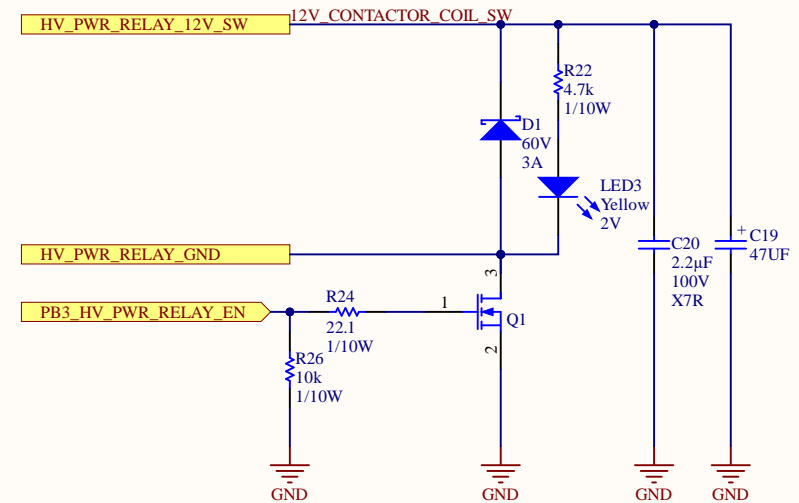 12V_CONTACTOR_COIL_SW
HV_PWR_RELAY_12V_SW
R22
4.7k
1/10W
D1
60V
3A
LED3
Yellow
2V
+
C19
47UF
C20
2.2µF
100V
X7R
HV_PWR_RELAY_GND
3
PB3_HV_PWR_RELAY_EN
R24
22.1
1/10W
1
Q1
2
R26
10k
1/10W
GND
GND
GND
GND